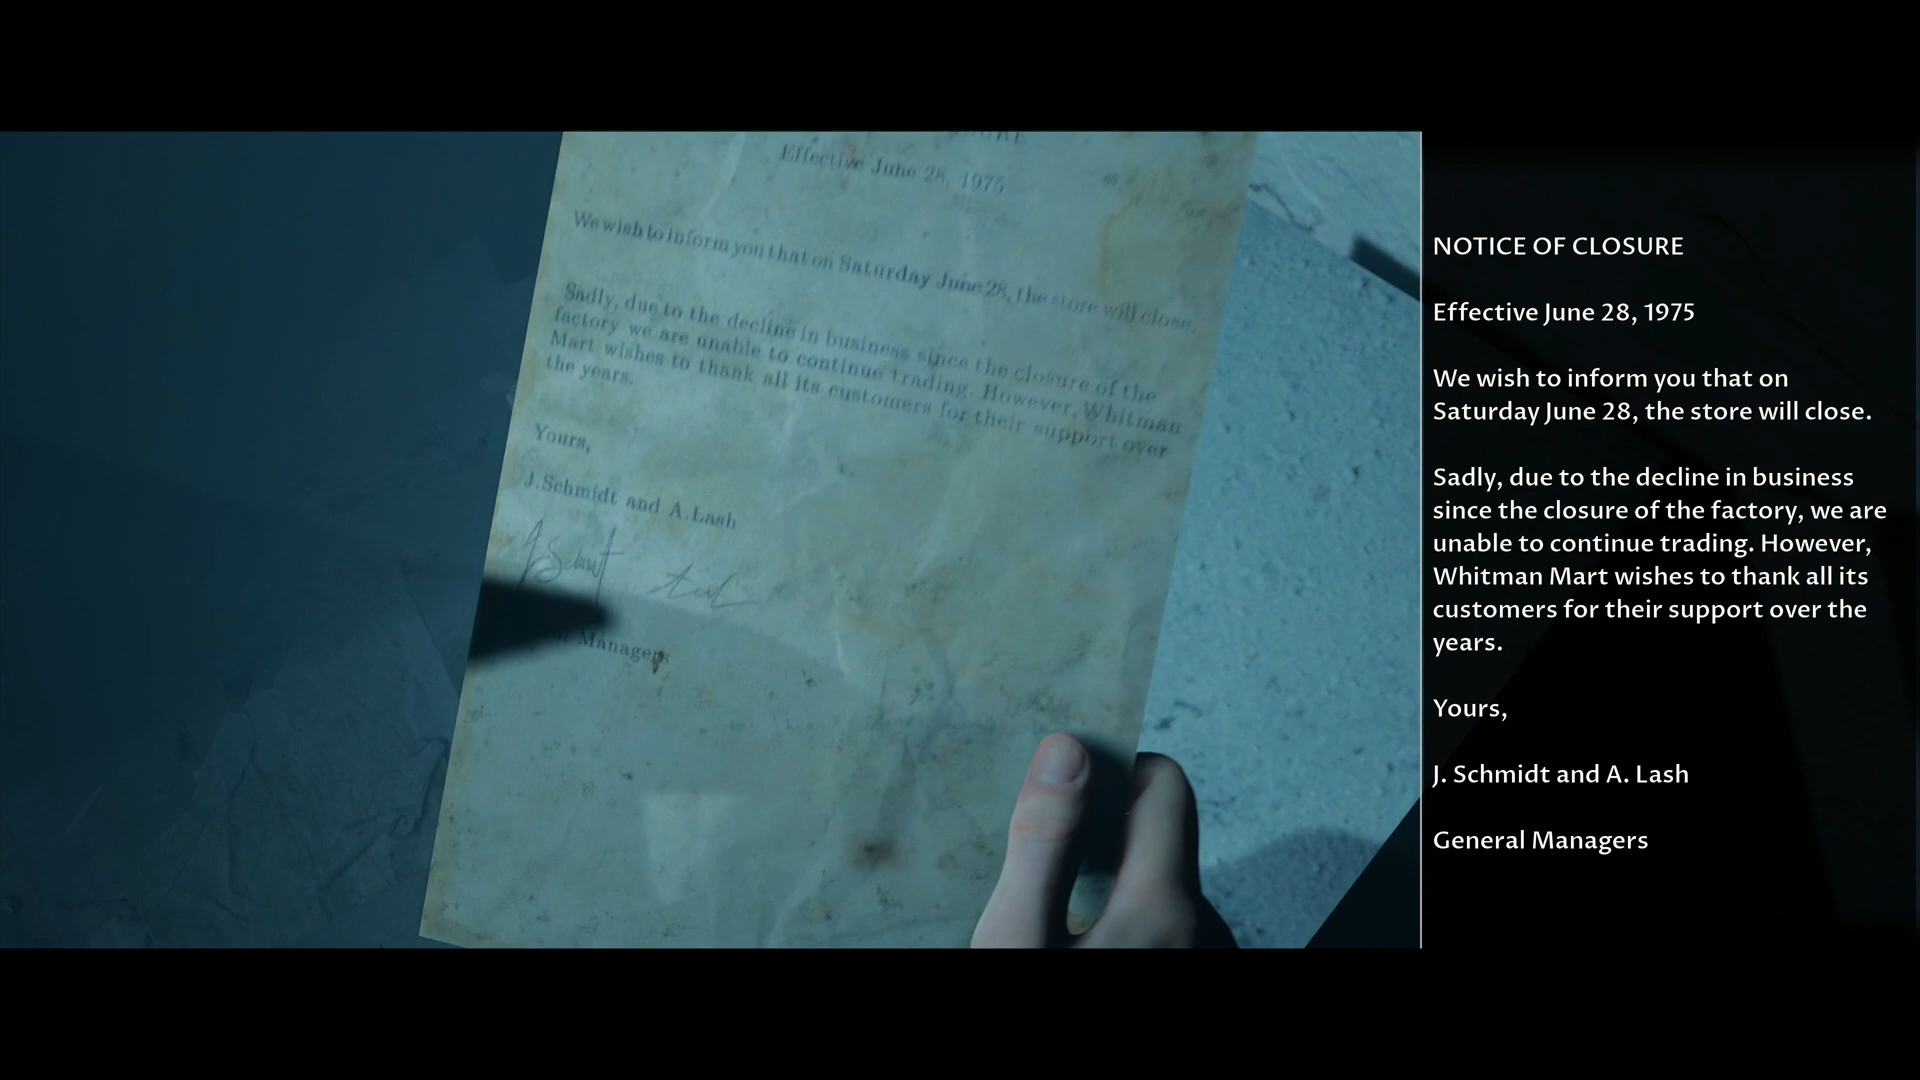 Effective June 28, 1975
We wish to inform you that on Saturday June 28, the store will close.
Sadly, due to the decline in business since the closure of the
factory we are unable to continue trading. However, Whitman
Mart wishes to thank all its customers for their support over
the years.
Yours,
J.Schmidt and A.Lash
Managers
NOTICE OF CLOSURE
Effective June 28, 1975
We wish to inform you that on
Saturday June 28, the store will close.
Sadly, due to the decline in business
since the closure of the factory, we are
unable to continue trading. However,
Whitman Mart wishes to thank all its
customers for their support over the
years.
Yours,
J. Schmidt and A. Lash
General Managers